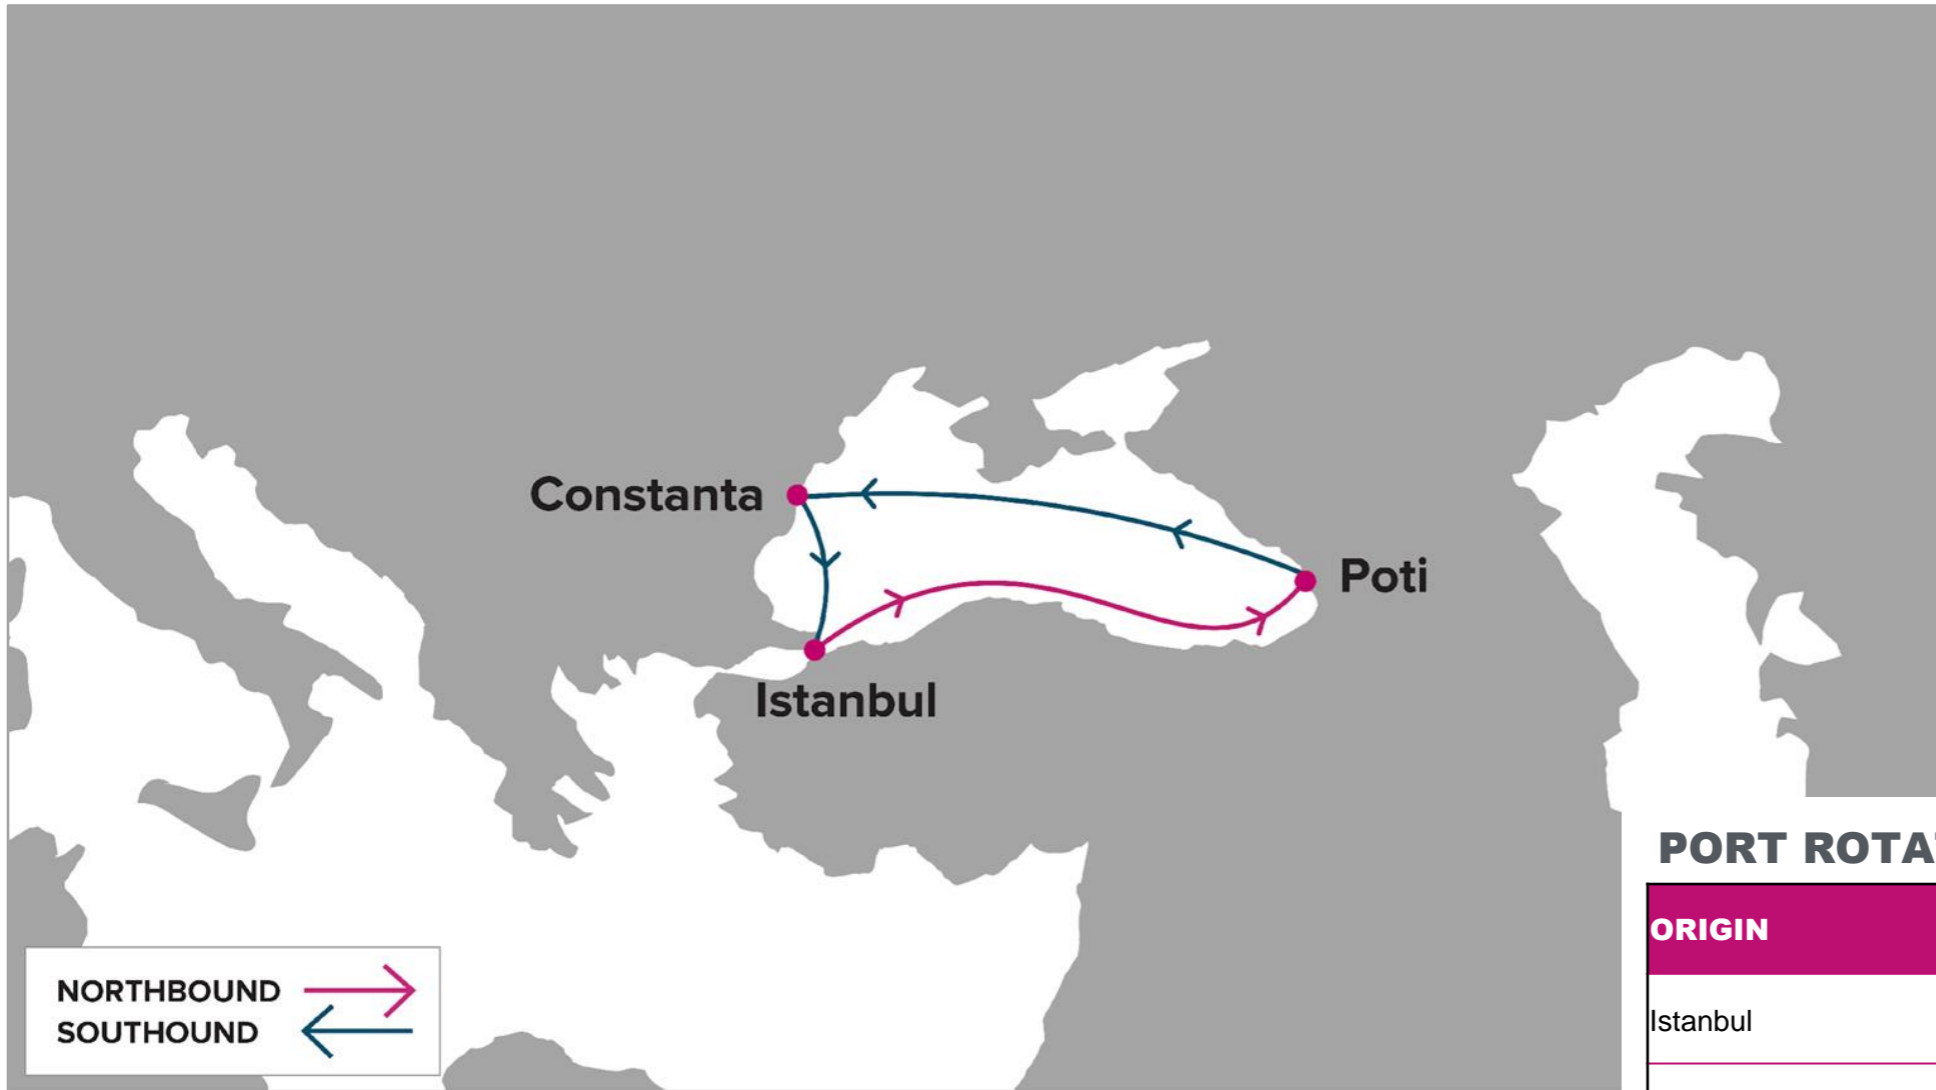 Constanta
Poti
Istanbul
NORTHBOUND
SOUTHOUND
PORT ROTA
ORIGIN
Istanbul